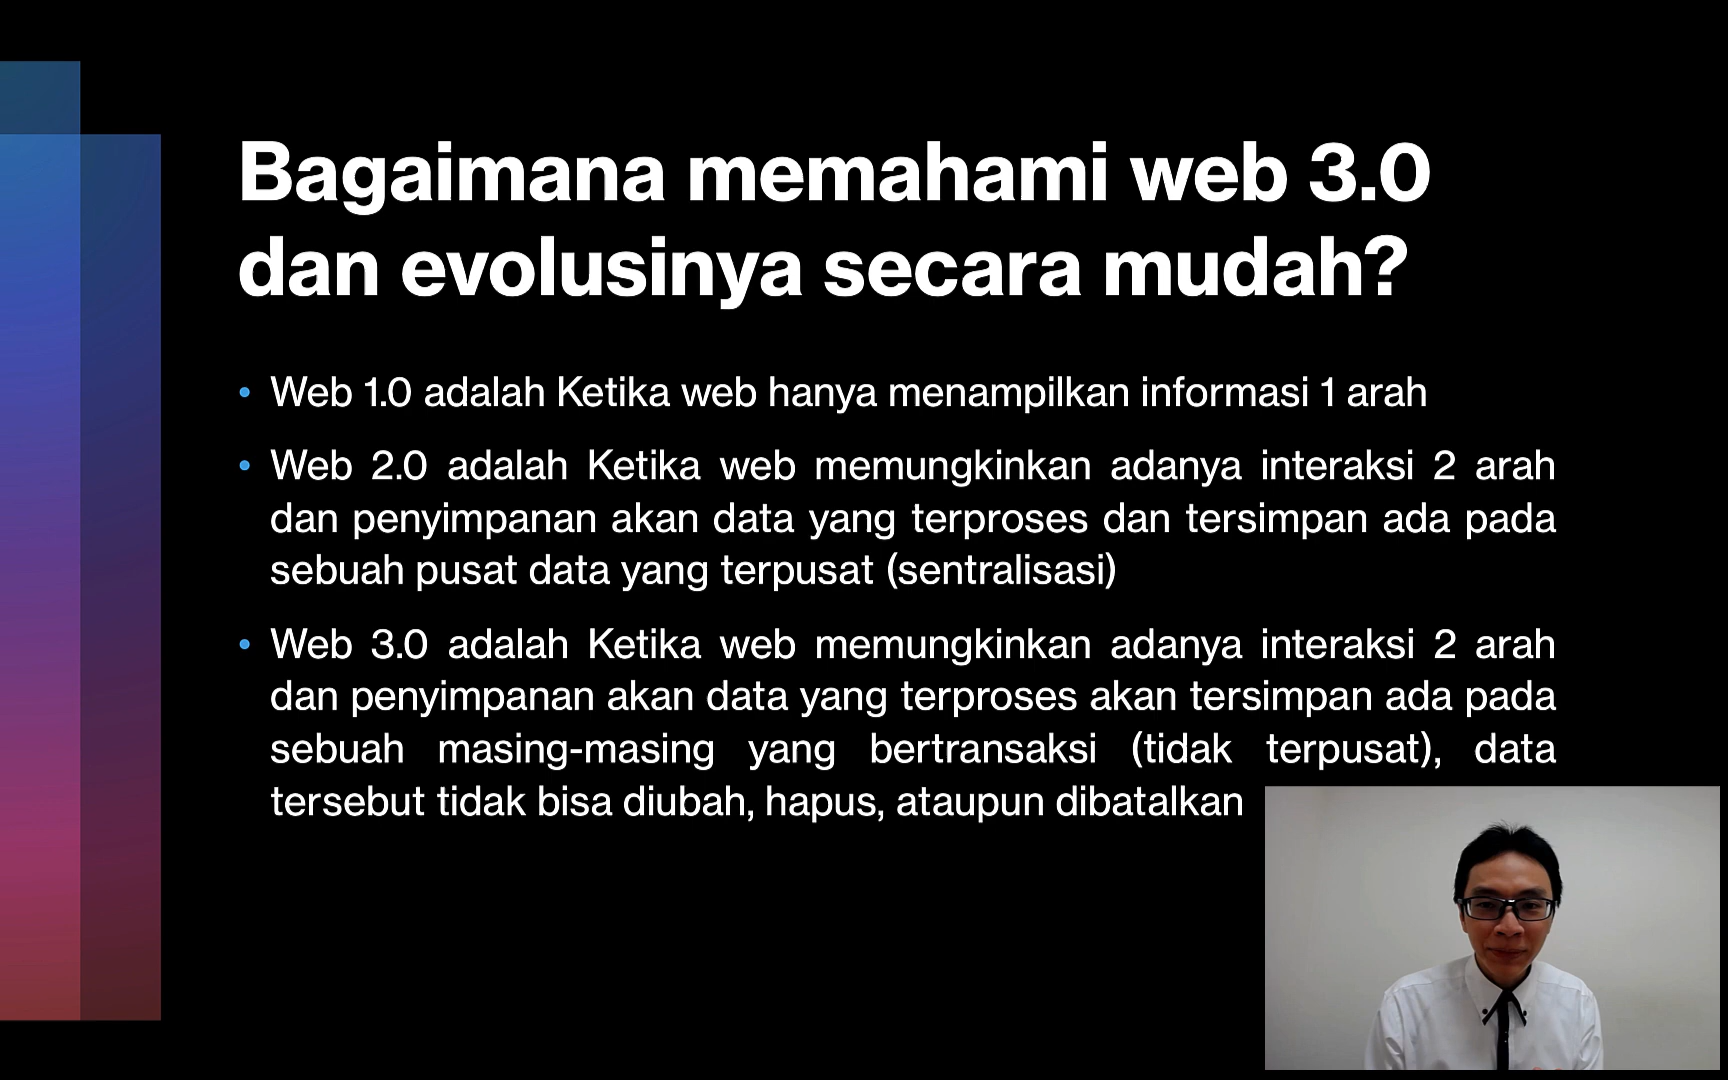 Bagaimana memahami web 3.0
dan evolusinya secara mudah?
• Web 1.0 adalah Ketika web hanya menampilkan informasi 1 arah
• Web 2.0 adalah Ketika web memungkinkan adanya interaksi 2 arah
dan penyimpanan akan data yang terproses dan tersimpan ada pada
sebuah pusat data yang terpusat (sentralisasi)
• Web 3.0 adalah Ketika web memungkinkan adanya interaksi 2 arah
dan penyimpanan akan data yang terproses akan tersimpan ada pada
sebuah masing-masing yang bertransaksi (tidak terpusat), data
tersebut tidak bisa diubah, hapus, ataupun dibatalkan